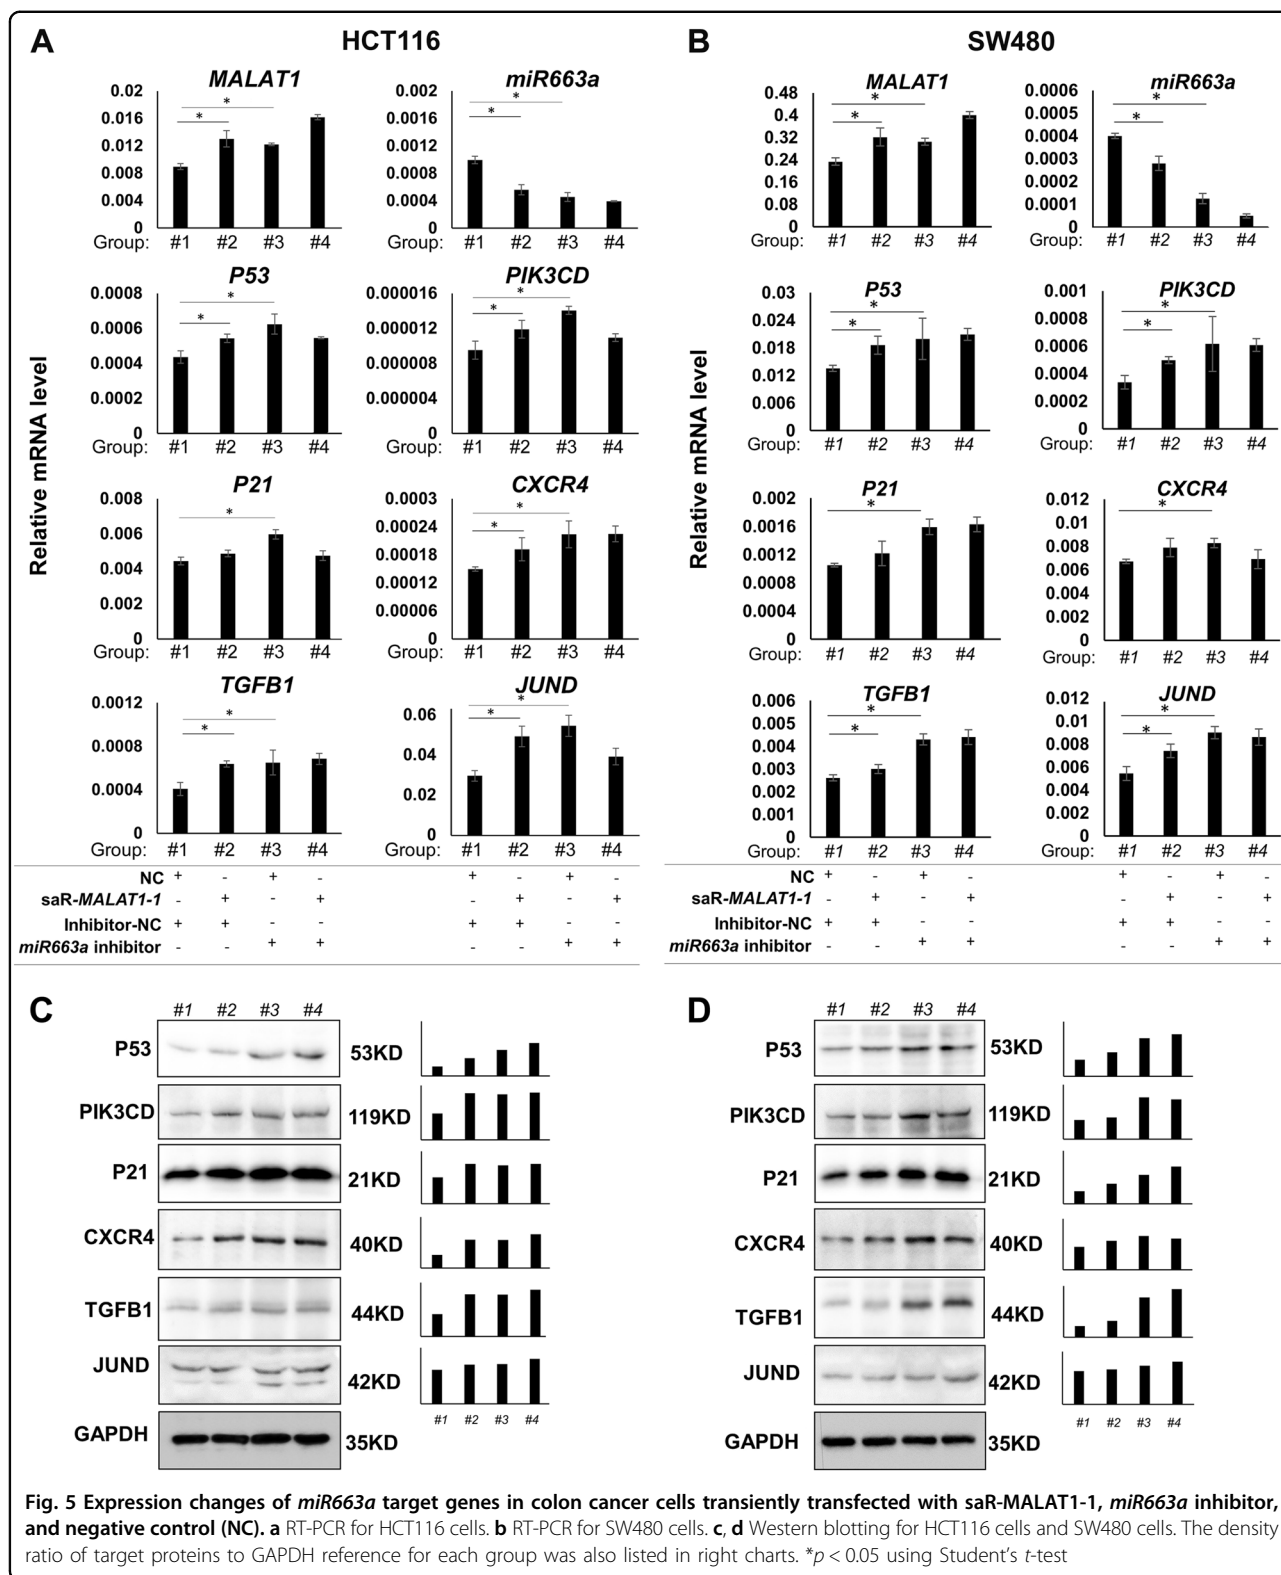 A
HCT116
Relative mRNA level
MALAT1
0.02
0.016
0.012
0.008
0.004
0
* *
Group: #1 #2 #3 #4
miR663a
0.002
0.0016
0.0012
0.0008
0.0004
0
* *
#1 #2 #3 #4
P53
0.0008
0.0006
0.0004
0.0002
0
* *
Group: #1 #2 #3 #4
PIK3CD
0.000016
0.000012
0.000008
0.000004
0
* *
Group: #1 #2 #3 #4
P21
0.008
0.006
0.004
0.002
0
*
Group: #1 #2 #3 #4
CXCR4
0.0003
0.00024
0.00018
0.00012
0.00006
0
* *
Group: #1 #2 #3 #4
TGFB1
0.0012
0.0008
0.0004
0
* *
Group: #1 #2 #3 #4
JUND
0.06
0.04
0.02
0
* *
Group: #1 #2 #3 #4
NC + - + - + - + -
saR-MALAT1-1 - + - + - + - +
Inhibitor-NC + + - - + + - -
miR663a inhibitor - - + + - - + +
B
SW480
Relative mRNA level
MALAT1
0.48
0.4
0.32
0.24
0.16
0.08
0
* *
Group: #1 #2 #3 #4
miR663a
0.0006
0.0005
0.0004
0.0003
0.0002
0.0001
0
* *
Group: #1 #2 #3 #4
P53
0.03
0.024
0.018
0.012
0.006
0
* *
Group: #1 #2 #3 #4
PIK3CD
0.001
0.0008
0.0006
0.0004
0.0002
0
* *
Group: #1 #2 #3 #4
P21
0.002
0.0016
0.0012
0.0008
0.0004
0
*
Group: #1 #2 #3 #4
CXCR4
0.012
0.01
0.008
0.006
0.004
0.002
0
*
Group: #1 #2 #3 #4
TGFB1
0.006
0.005
0.004
0.003
0.002
0.001
0
* *
Group: #1 #2 #3 #4
JUND
0.012
0.01
0.008
0.006
0.004
0.002
0
* *
Group: #1 #2 #3 #4
NC + - + - + - + -
saR-MALAT1-1 - + - + - + - +
Inhibitor-NC + + - - + + - -
miR663a inhibitor - - + + - - + +
C
#1 #2 #3 #4
P53 53KD
PIK3CD 119KD
P21 21KD
CXCR4 40KD
TGFB1 44KD
JUND 42KD
#1 #2 #3 #4
GAPDH 35KD
D
#1 #2 #3 #4
P53 53KD
PIK3CD 119KD
P21 21KD
CXCR4 40KD
TGFB1 44KD
JUND 42KD
#1 #2 #3 #4
GAPDH 35KD
Fig. 5 Expression changes of miR663a target genes in colon cancer cells transiently transfected with saR-MALAT1-1, miR663a inhibitor,
and negative control (NC). a RT-PCR for HCT116 cells. b RT-PCR for SW480 cells. c, d Western blotting for HCT116 cells and SW480 cells. The density
ratio of target proteins to GAPDH reference for each group was also listed in right charts. *p < 0.05 using Student's t-test